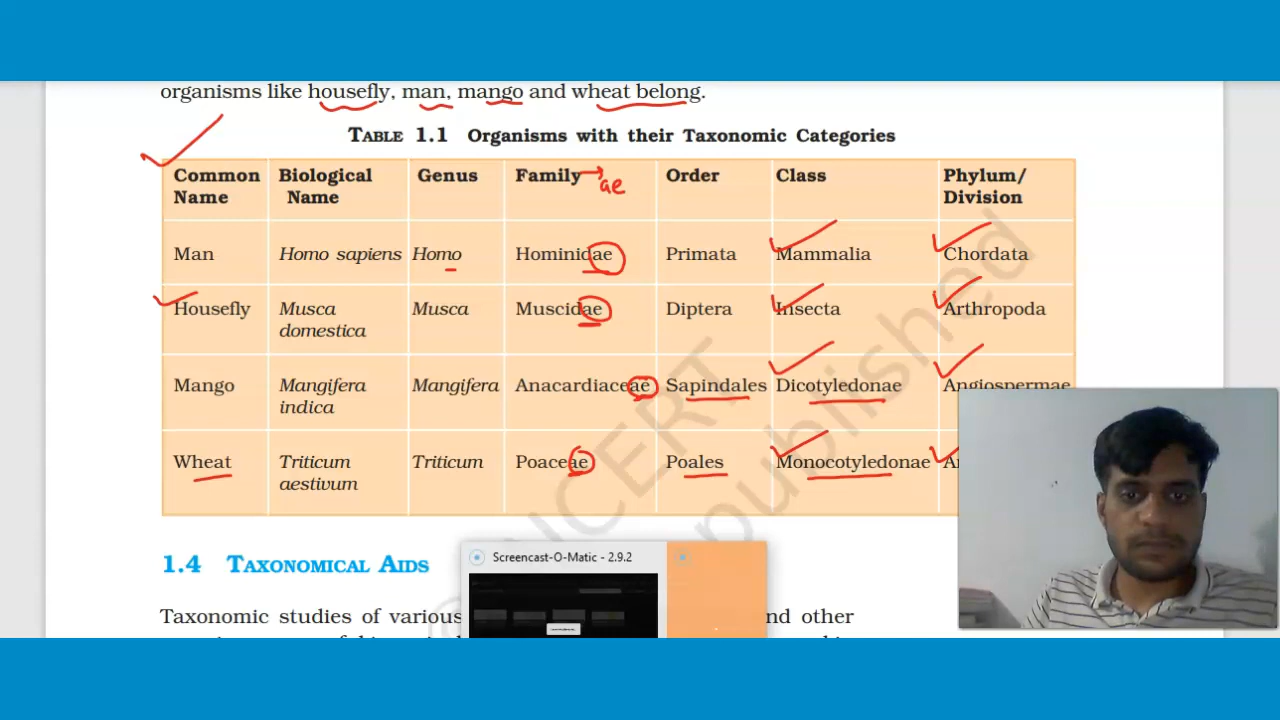 organisms like housefly, man, mango and wheat belong.
TABLE 1.1 Organisms with their Taxonomic Categories
Common Name Biological Name Genus Family → ae Order Class Phylum/ Division
Man Homo sapiens Homo Hominidae Primata Mammalia Chordata
Housefly Musca domestica Musca Muscidae Diptera Insecta Arthropoda
Mango Mangifera indica Mangifera Anacardiaceae Sapindales Dicotyledonae Angiospermae
Wheat Triticum aestivum Triticum Poaceae Poales Monocotyledonae
1.4 TAXONOMICAL AIDS
Screencast-O-Matic - 2.9.2
Taxonomic studies of various
other
NCERT
published